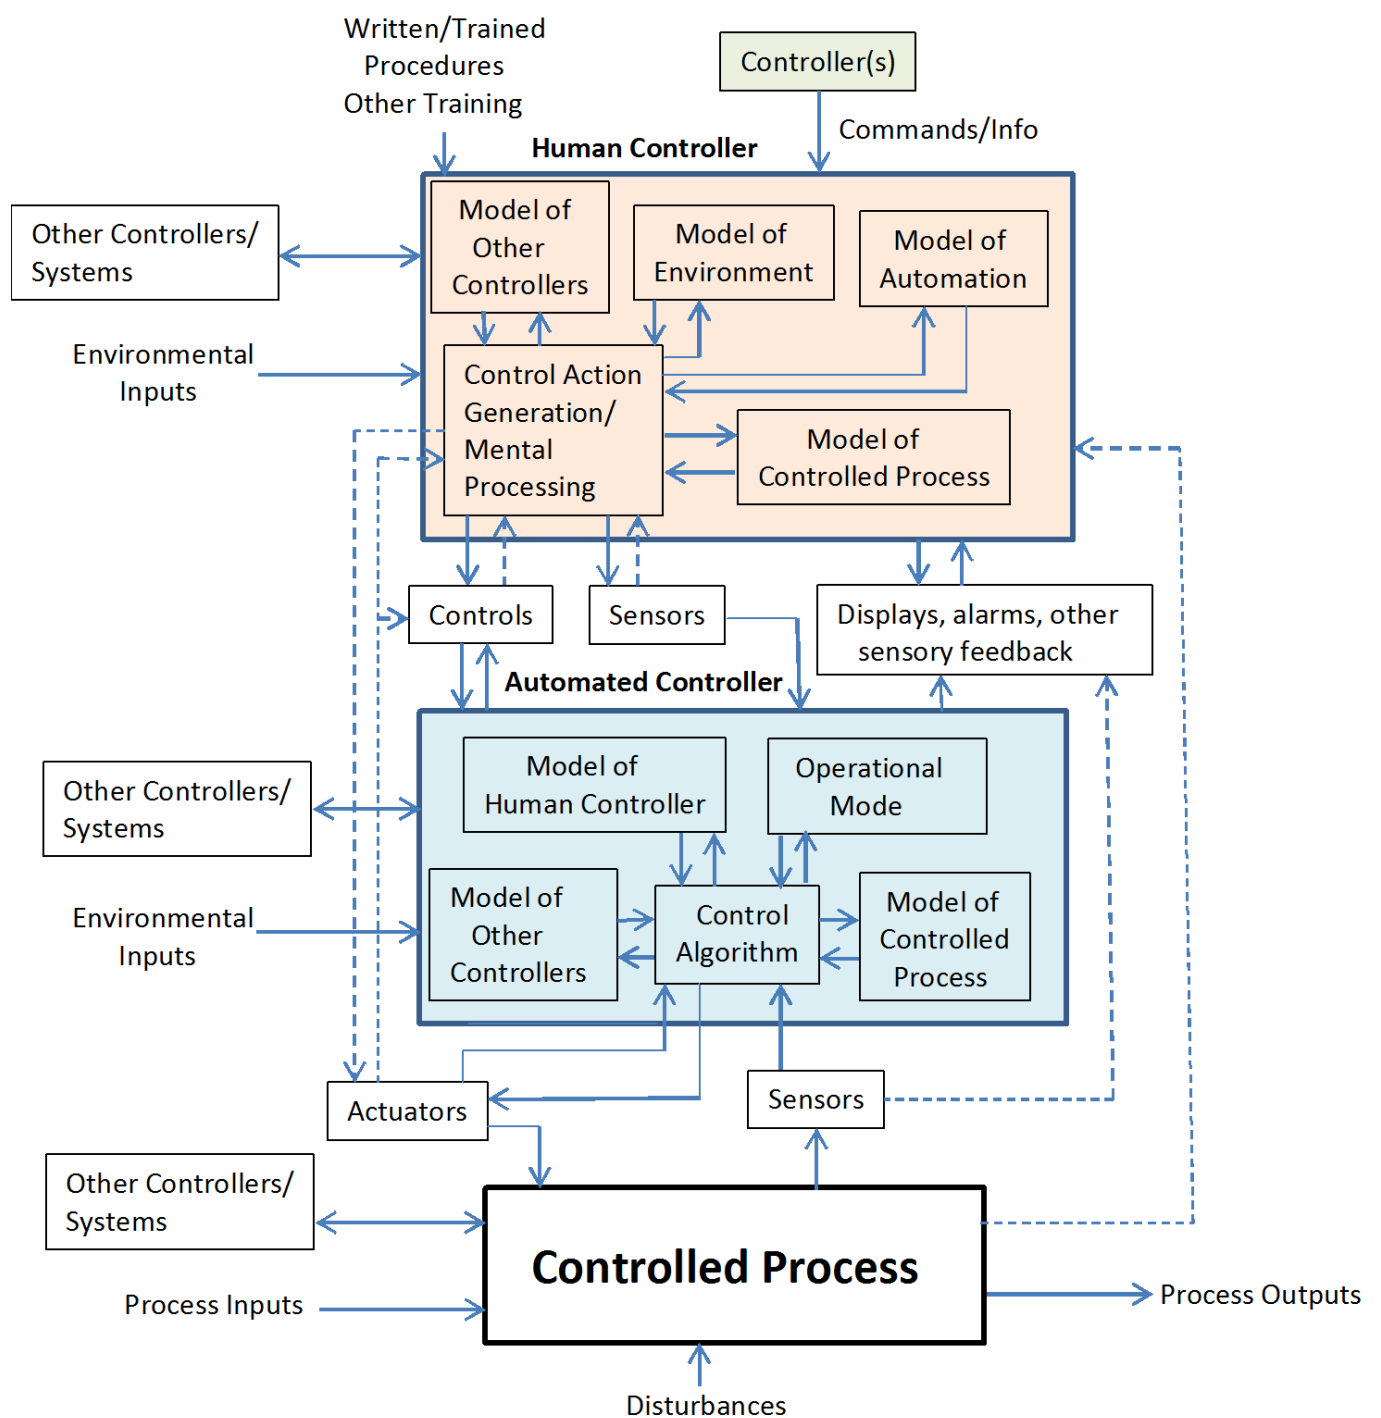 Written/Trained
Procedures
Other Training
Controller(s)
Commands/Info
Human Controller
Other Controllers/
Systems
Model of
Other
Controllers
Model of
Environment
Model of
Automation
Environmental
Inputs
Control Action
Generation/
Mental
Processing
Model of
Controlled Process
Controls
Sensors
Displays, alarms, other
sensory feedback
Automated Controller
Other Controllers/
Systems
Model of
Human Controller
Operational
Mode
Environmental
Inputs
Model of
Other
Controllers
Control
Algorithm
Model of
Controlled
Process
Actuators
Sensors
Other Controllers/
Systems
Controlled Process
Process Inputs
Process Outputs
Disturbances